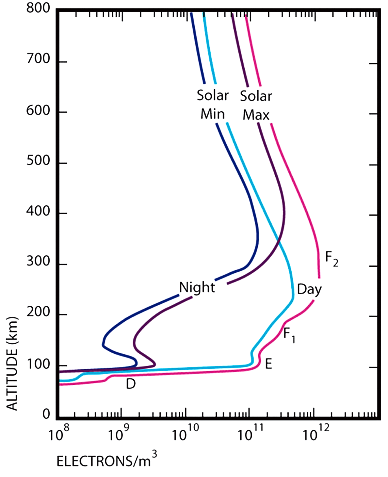 800
700
600
500
400
300
200
100
0
ALTITUDE (km)
Solar Min
Solar Max
Night
Day
F2
F1
E
D
10^8
10^9
10^10
10^11
10^12
ELECTRONS/m^3